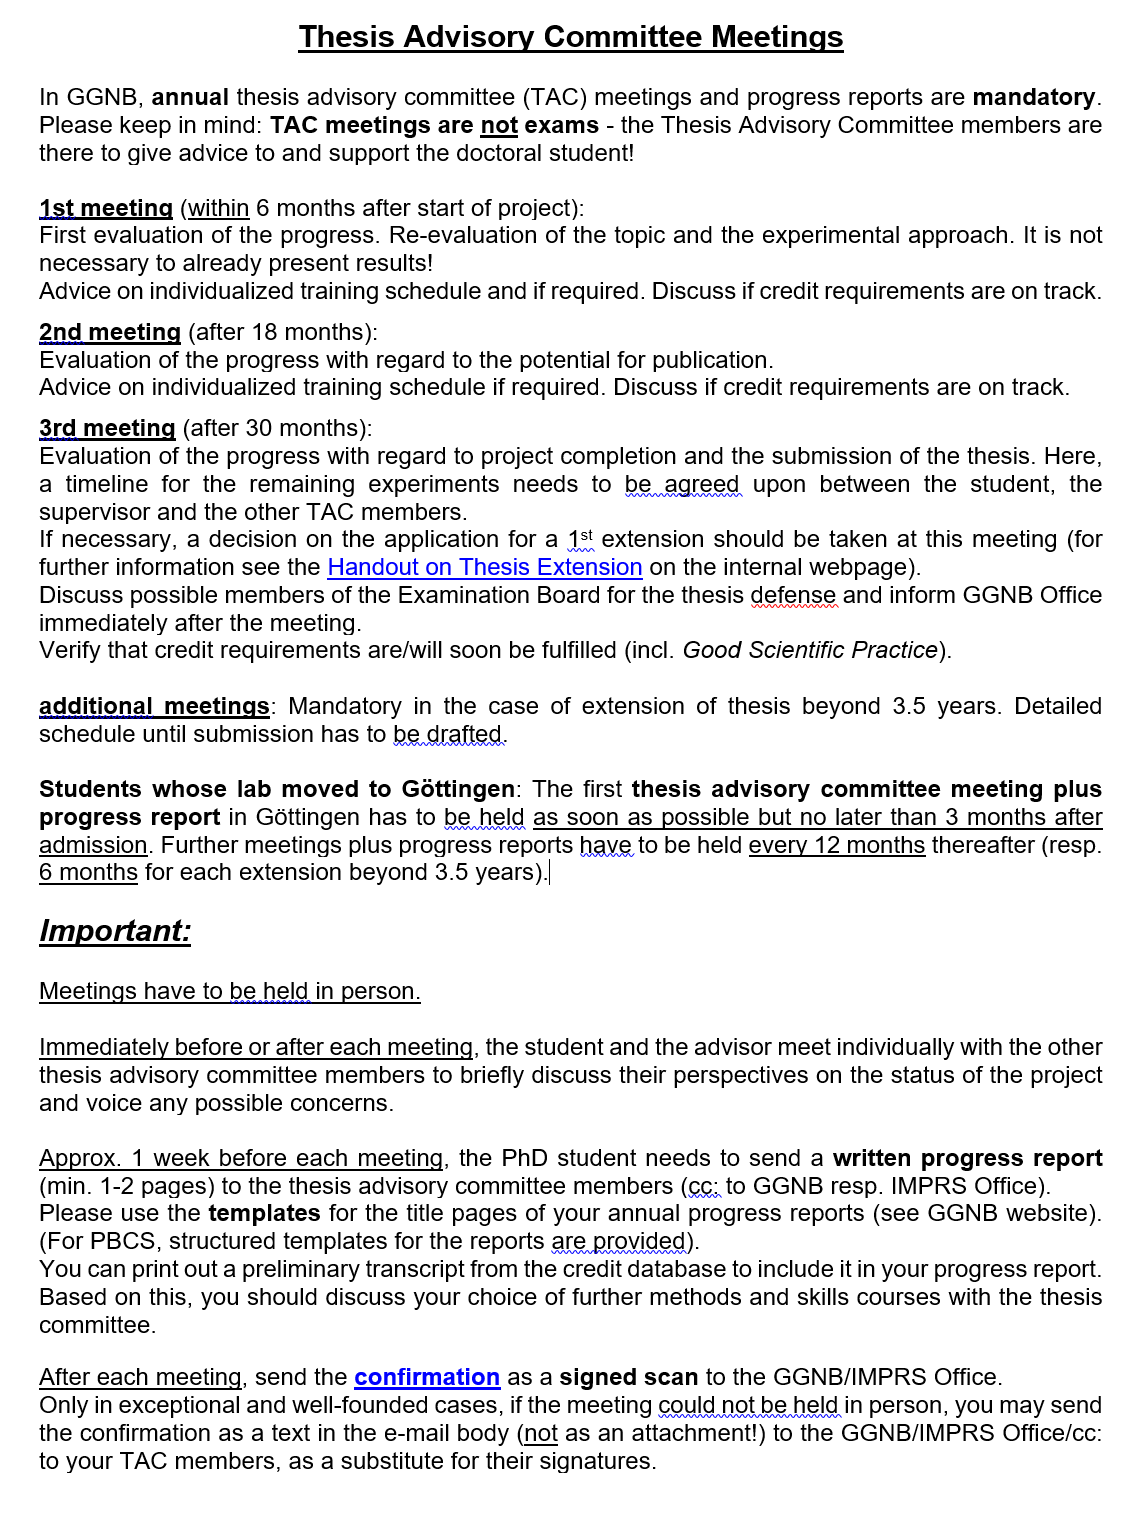 Thesis Advisory Committee Meetings
In GGNB, annual thesis advisory committee (TAC) meetings and progress reports are mandatory.
Please keep in mind: TAC meetings are not exams - the Thesis Advisory Committee members are
there to give advice to and support the doctoral student!
1st meeting (within 6 months after start of project):
First evaluation of the progress. Re-evaluation of the topic and the experimental approach. It is not
necessary to already present results!
Advice on individualized training schedule and if required. Discuss if credit requirements are on track.
2nd meeting (after 18 months):
Evaluation of the progress with regard to the potential for publication.
Advice on individualized training schedule if required. Discuss if credit requirements are on track.
3rd meeting (after 30 months):
Evaluation of the progress with regard to project completion and the submission of the thesis. Here,
a timeline for the remaining experiments needs to be agreed upon between the student, the
supervisor and the other TAC members.
If necessary, a decision on the application for a 1st extension should be taken at this meeting (for
further information see the Handout on Thesis Extension on the internal webpage).
Discuss possible members of the Examination Board for the thesis defense and inform GGNB Office
immediately after the meeting.
Verify that credit requirements are/will soon be fulfilled (incl. Good Scientific Practice).
additional meetings: Mandatory in the case of extension of thesis beyond 3.5 years. Detailed
schedule until submission has to be drafted.
Students whose lab moved to Göttingen: The first thesis advisory committee meeting plus
progress report in Göttingen has to be held as soon as possible but no later than 3 months after
admission. Further meetings plus progress reports have to be held every 12 months thereafter (resp.
6 months for each extension beyond 3.5 years).
Important:
Meetings have to be held in person.
Immediately before or after each meeting, the student and the advisor meet individually with the other
thesis advisory committee members to briefly discuss their perspectives on the status of the project
and voice any possible concerns.
Approx. 1 week before each meeting, the PhD student needs to send a written progress report
(min. 1-2 pages) to the thesis advisory committee members (cc: to GGNB resp. IMPRS Office).
Please use the templates for the title pages of your annual progress reports (see GGNB website).
(For PBCS, structured templates for the reports are provided).
You can print out a preliminary transcript from the credit database to include it in your progress report.
Based on this, you should discuss your choice of further methods and skills courses with the thesis
committee.
After each meeting, send the confirmation as a signed scan to the GGNB/IMPRS Office.
Only in exceptional and well-founded cases, if the meeting could not be held in person, you may send
the confirmation as a text in the e-mail body (not as an attachment!) to the GGNB/IMPRS Office/cc:
to your TAC members, as a substitute for their signatures.